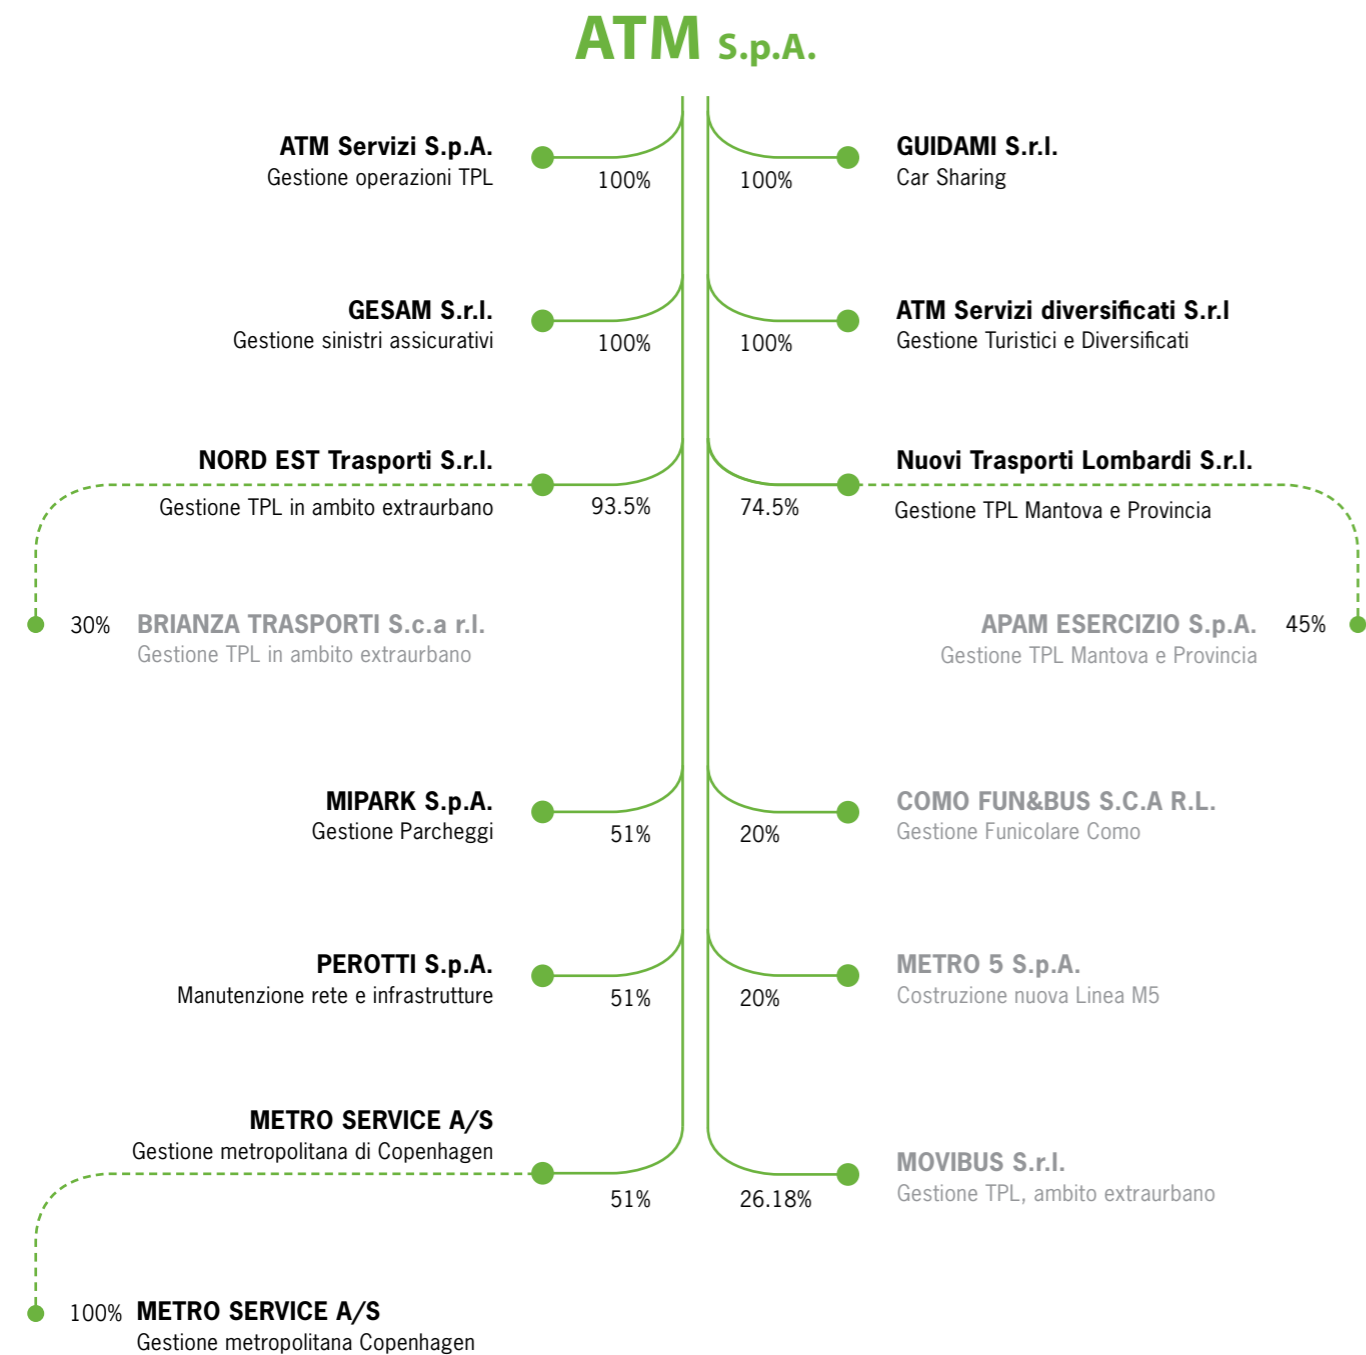 ATM S.p.A.
ATM Servizi S.p.A.
Gestione operazioni TPL
100%
100%
GUIDAMI S.r.l.
Car Sharing
GESAM S.r.l.
Gestione sinistri assicurativi
100%
100%
ATM Servizi diversificati S.r.l
Gestione Turistici e Diversificati
NORD EST Trasporti S.r.l.
Gestione TPL in ambito extraurbano
93.5%
74.5%
Nuovi Trasporti Lombardi S.r.l.
Gestione TPL Mantova e Provincia
30%
BRIANZA TRASPORTI S.c.a r.l.
Gestione TPL in ambito extraurbano
APAM ESERCIZIO S.p.A.
Gestione TPL Mantova e Provincia
45%
MIPARK S.p.A.
Gestione Parcheggi
51%
20%
COMO FUN&BUS S.C.A R.L.
Gestione Funicolare Como
PEROTTI S.p.A.
Manutenzione rete e infrastrutture
51%
20%
METRO 5 S.p.A.
Costruzione nuova Linea M5
METRO SERVICE A/S
Gestione metropolitana di Copenhagen
51%
26.18%
MOVIBUS S.r.l.
Gestione TPL, ambito extraurbano
100%
METRO SERVICE A/S
Gestione metropolitana Copenhagen